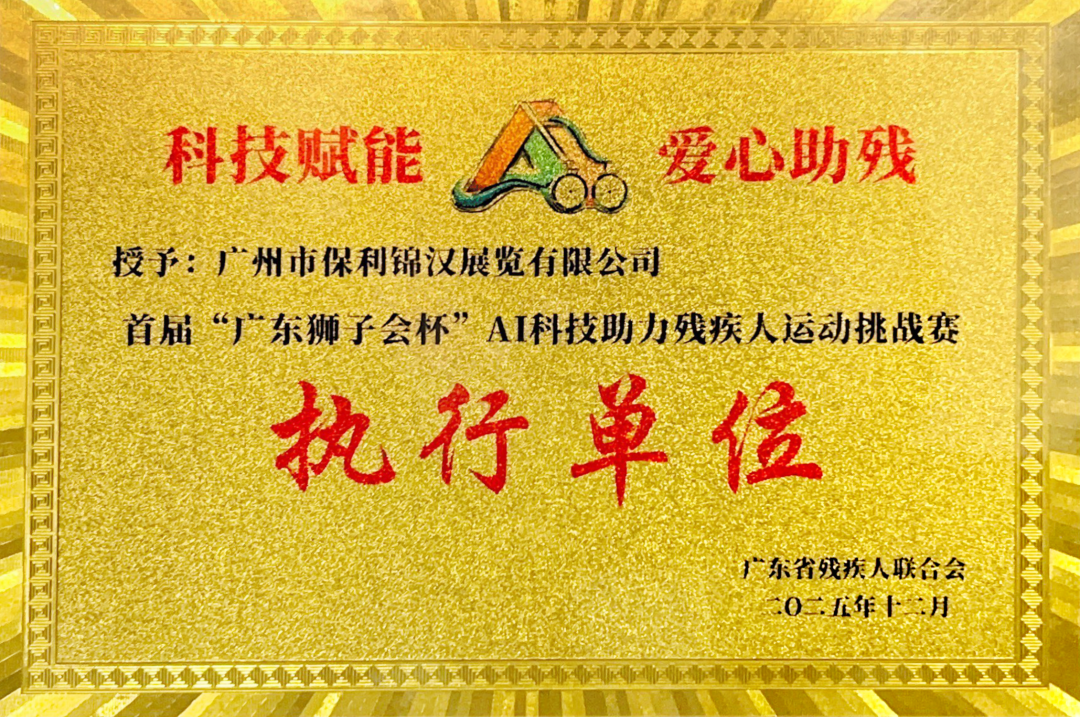 科技赋能 爱心助残
授予：广州市保利锦汉展览有限公司
首届“广东狮子会杯”AI科技助力残疾人运动挑战赛
执行单位
广东省残疾人联合会
二〇二五年十二月